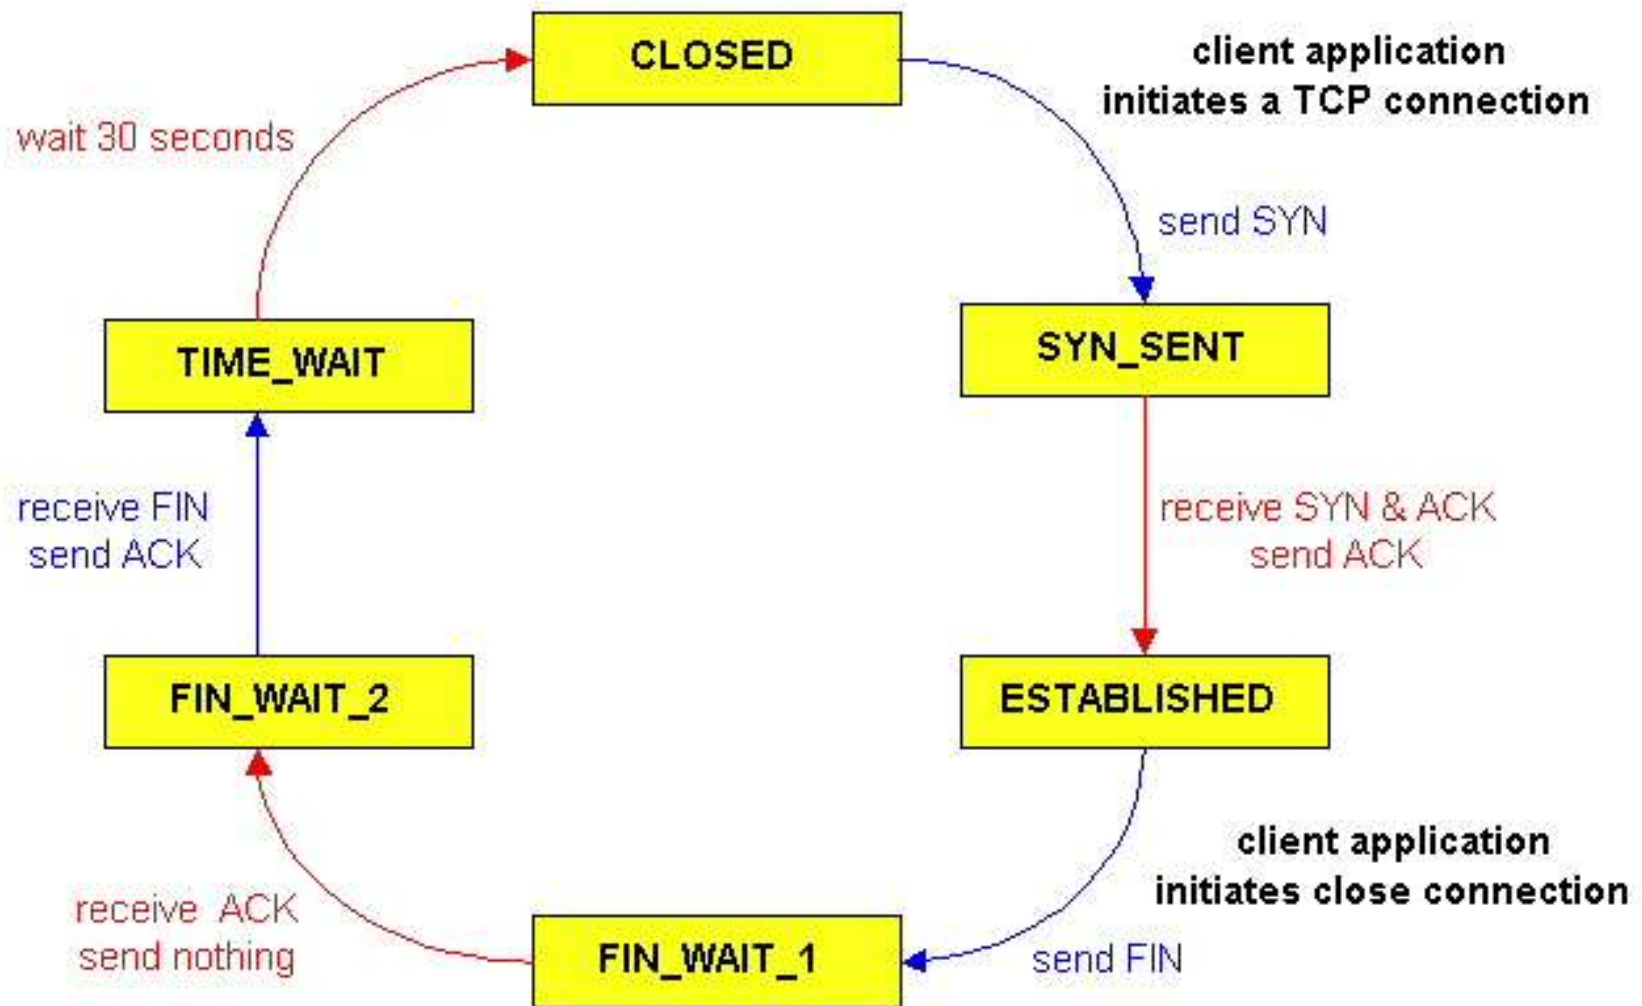 CLOSED
client application
initiates a TCP connection
wait 30 seconds
send SYN
TIME_WAIT
SYN_SENT
receive FIN
send ACK
receive SYN & ACK
send ACK
FIN_WAIT_2
ESTABLISHED
client application
initiates close connection
receive ACK
send nothing
FIN_WAIT_1
send FIN